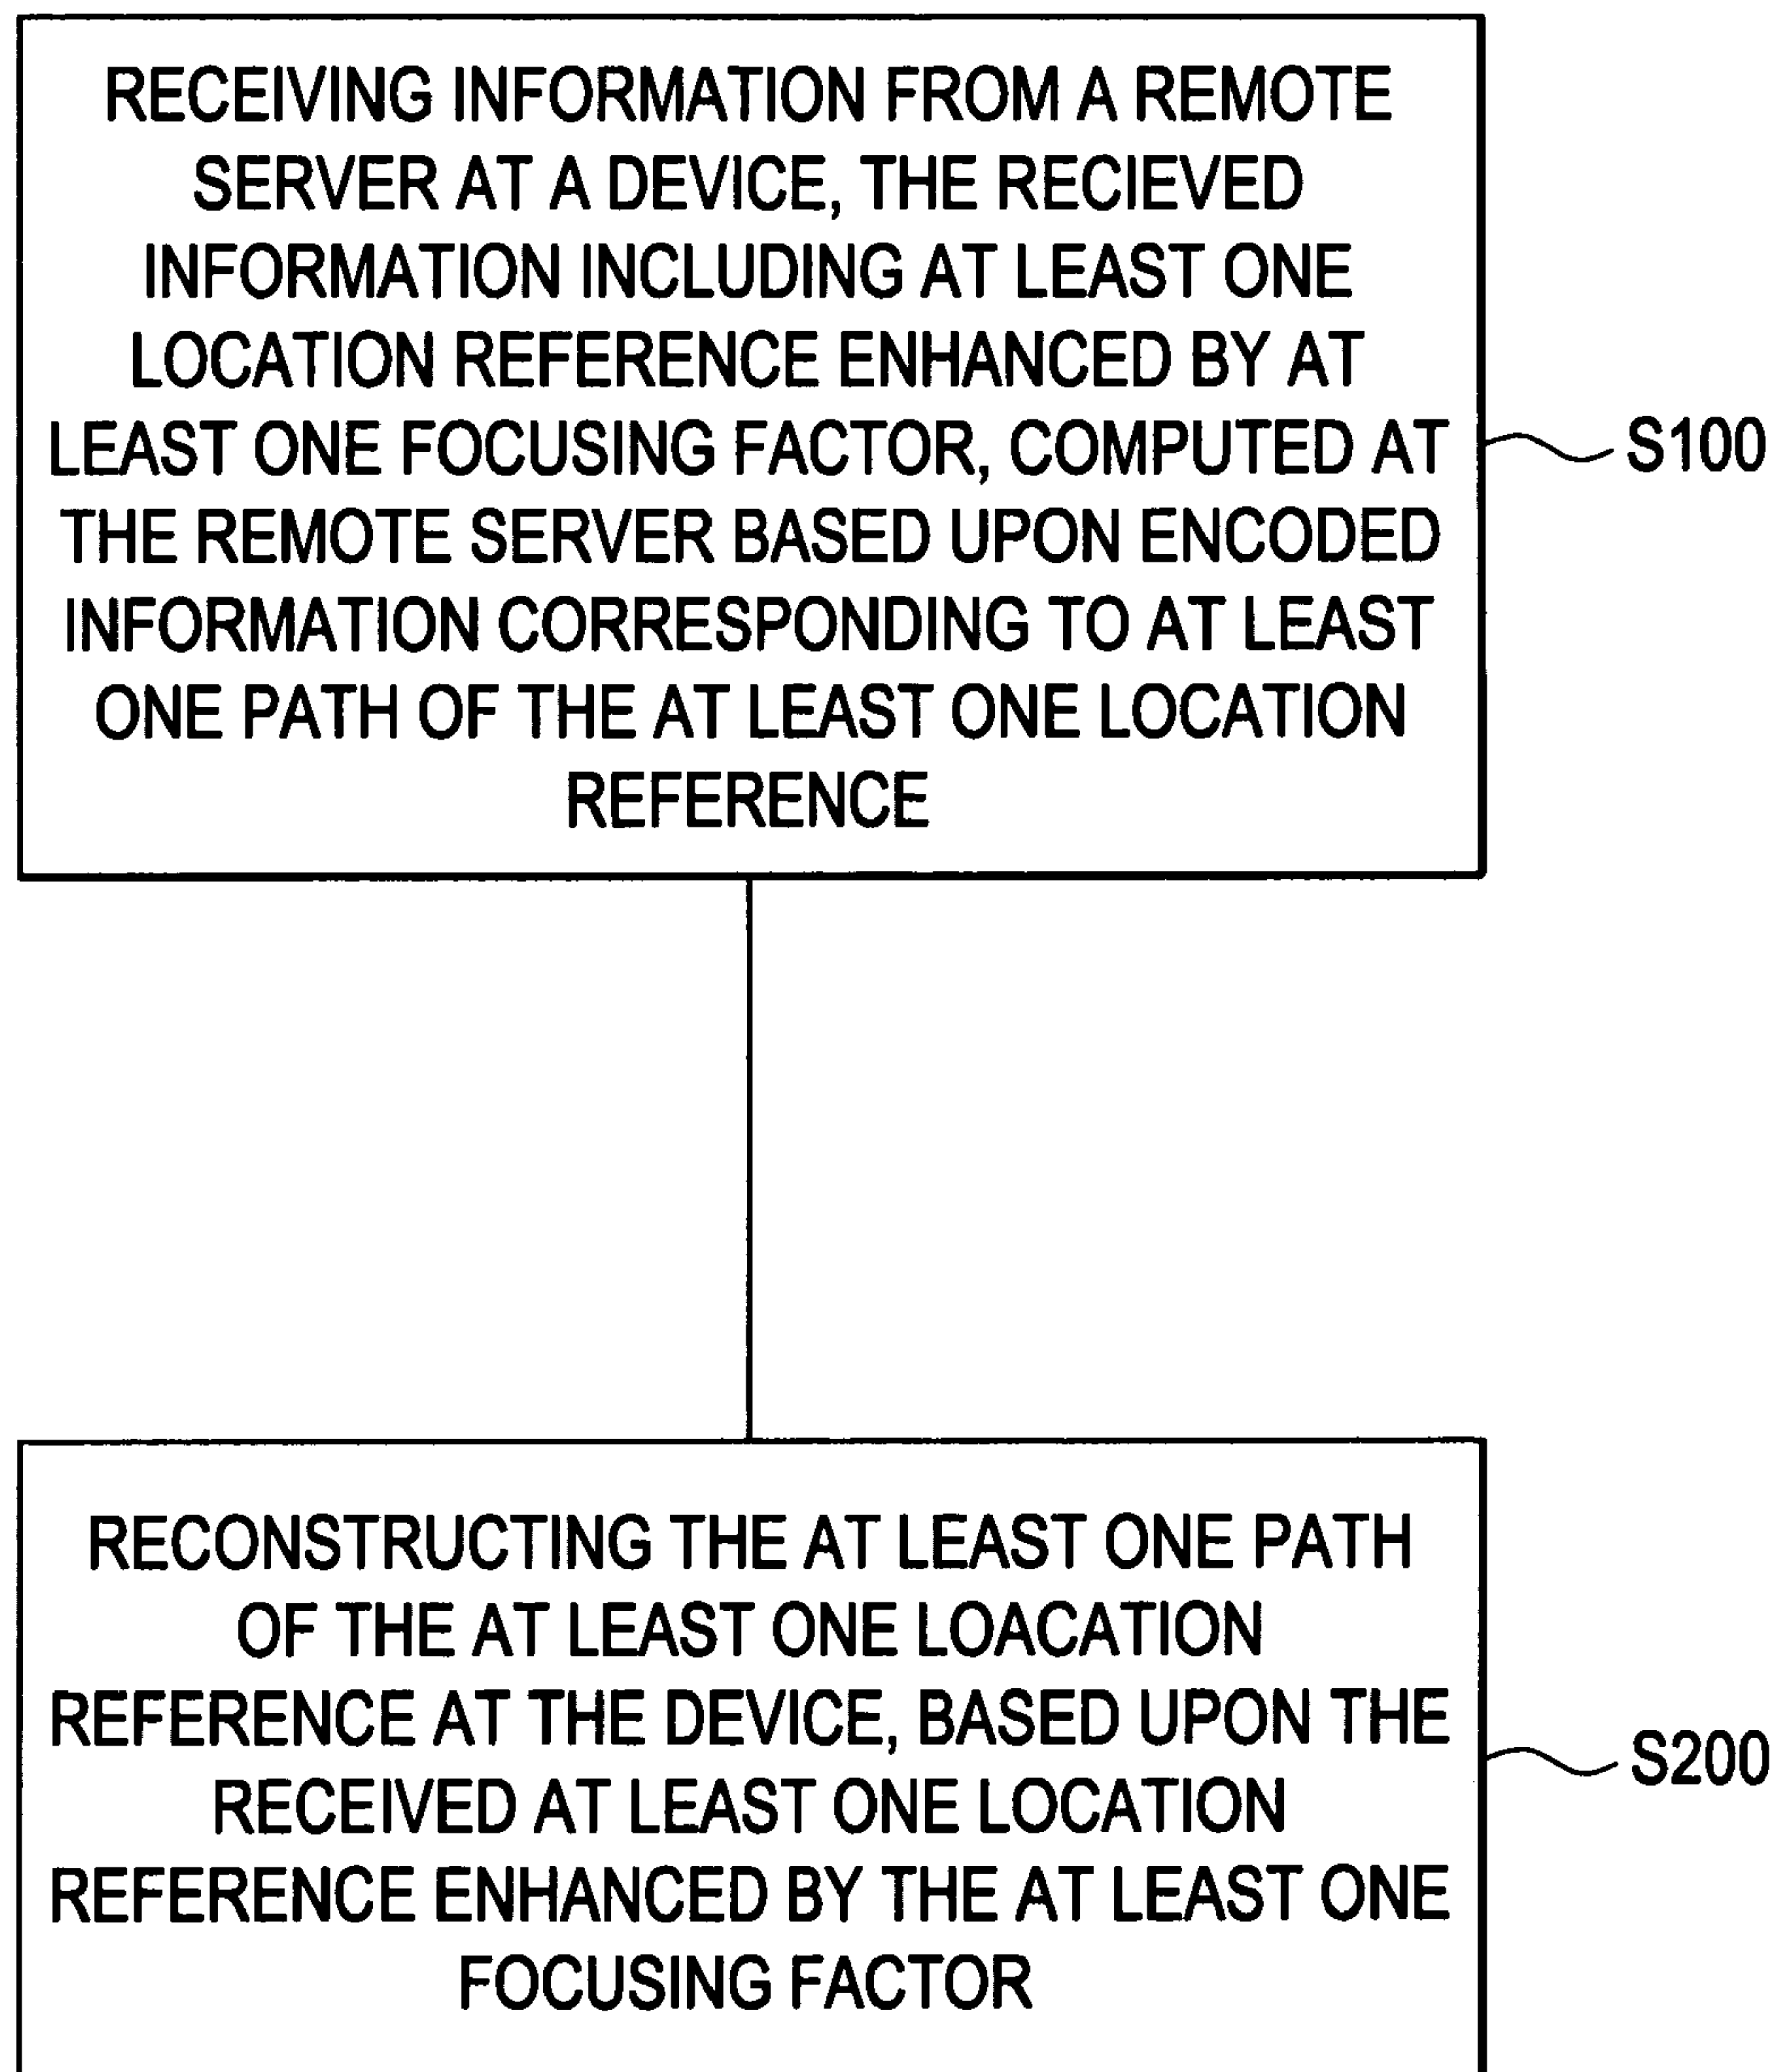 RECEIVING INFORMATION FROM A REMOTE
SERVER AT A DEVICE, THE RECIEVED
INFORMATION INCLUDING AT LEAST ONE
LOCATION REFERENCE ENHANCED BY AT
LEAST ONE FOCUSING FACTOR, COMPUTED AT
THE REMOTE SERVER BASED UPON ENCODED
INFORMATION CORRESPONDING TO AT LEAST
ONE PATH OF THE AT LEAST ONE LOCATION
REFERENCE
S100
RECONSTRUCTING THE AT LEAST ONE PATH
OF THE AT LEAST ONE LOACATION
REFERENCE AT THE DEVICE, BASED UPON THE
RECEIVED AT LEAST ONE LOCATION
REFERENCE ENHANCED BY THE AT LEAST ONE
FOCUSING FACTOR
S200